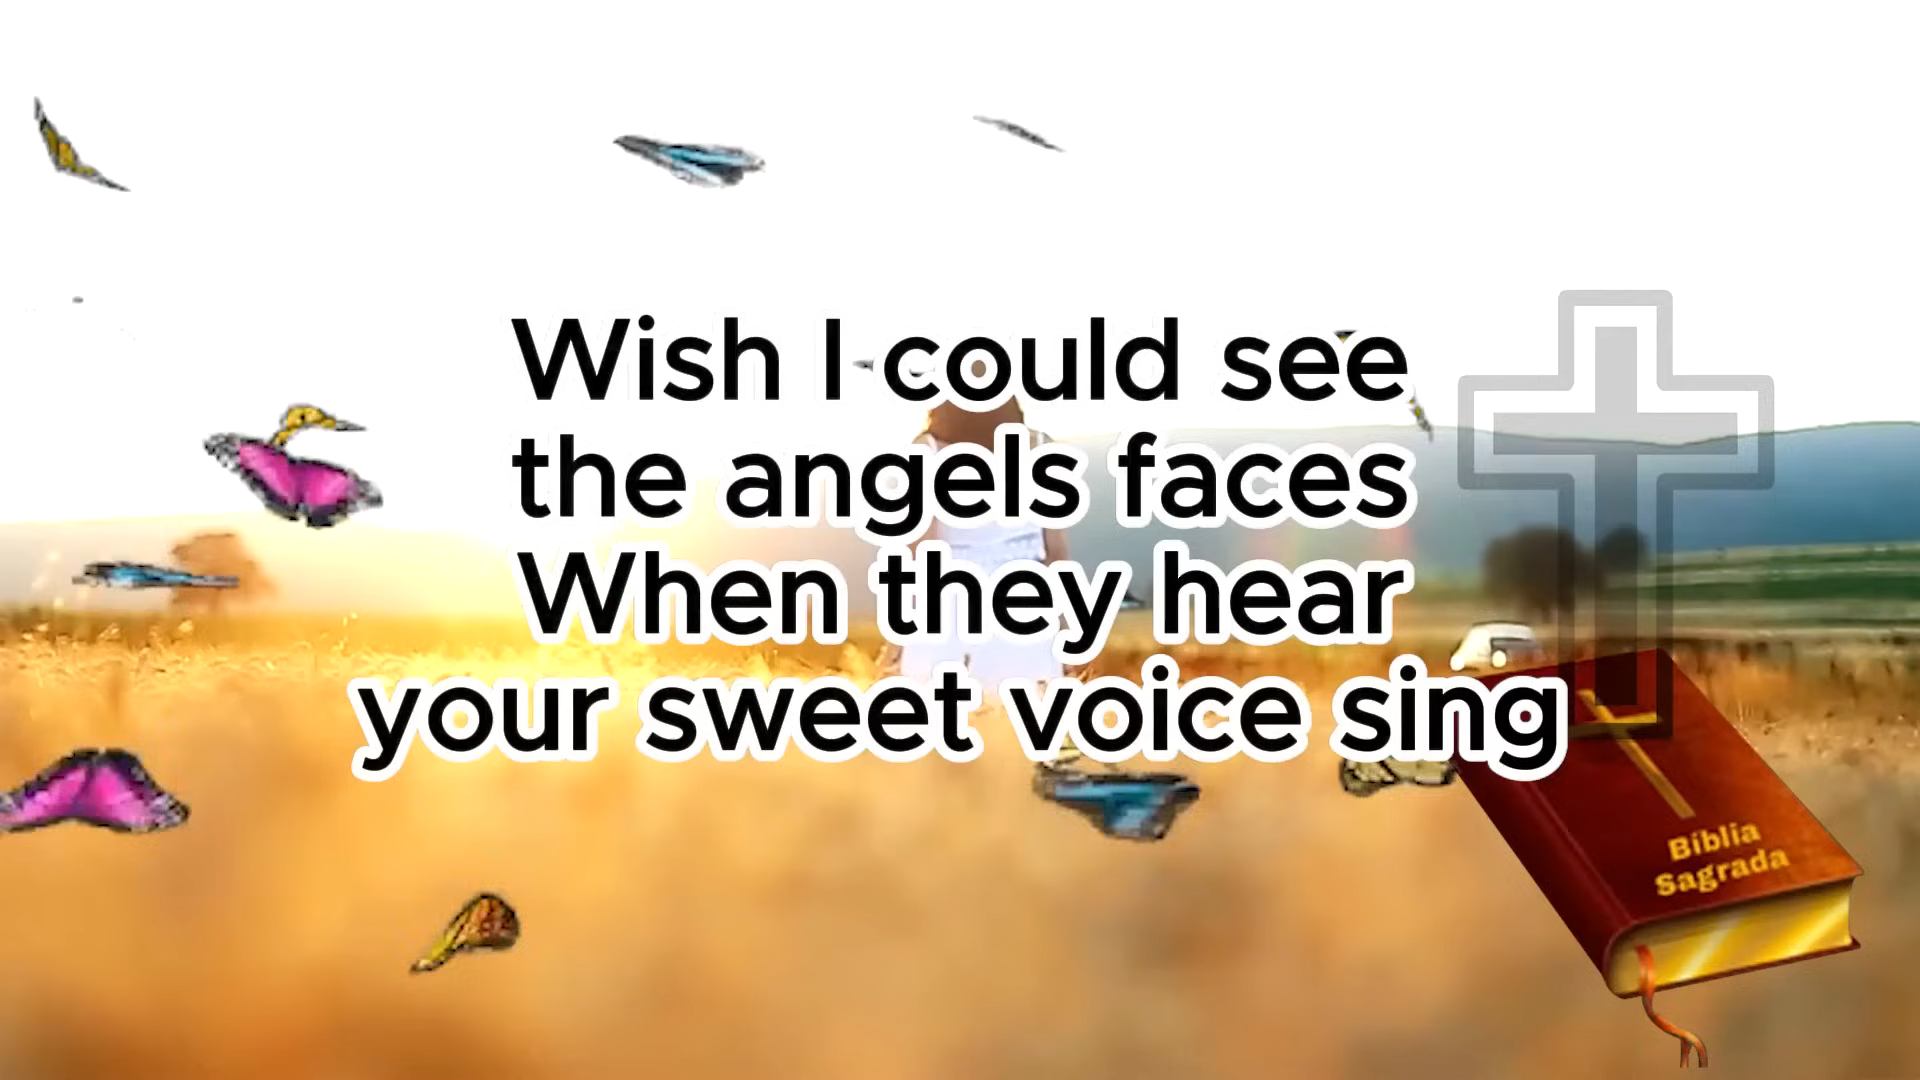 Wish I could see
the angels faces
When they hear
your sweet voice sing
Bíblia
Sagrada